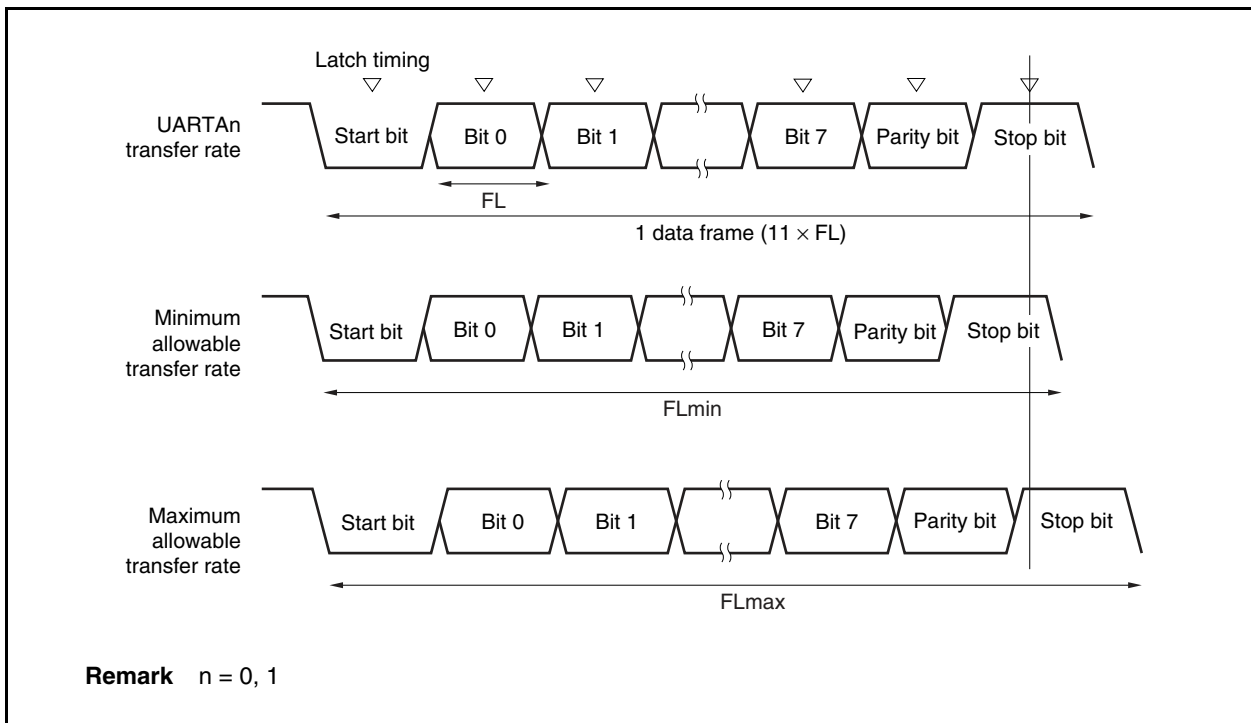 Latch timing
UARTAn
transfer rate
Start bit
Bit 0
Bit 1
Bit 7
Parity bit
Stop bit
FL
1 data frame (11 × FL)
Minimum
allowable
transfer rate
Start bit
Bit 0
Bit 1
Bit 7
Parity bit
Stop bit
FLmin
Maximum
allowable
transfer rate
Start bit
Bit 0
Bit 1
Bit 7
Parity bit
Stop bit
FLmax
Remark n = 0, 1